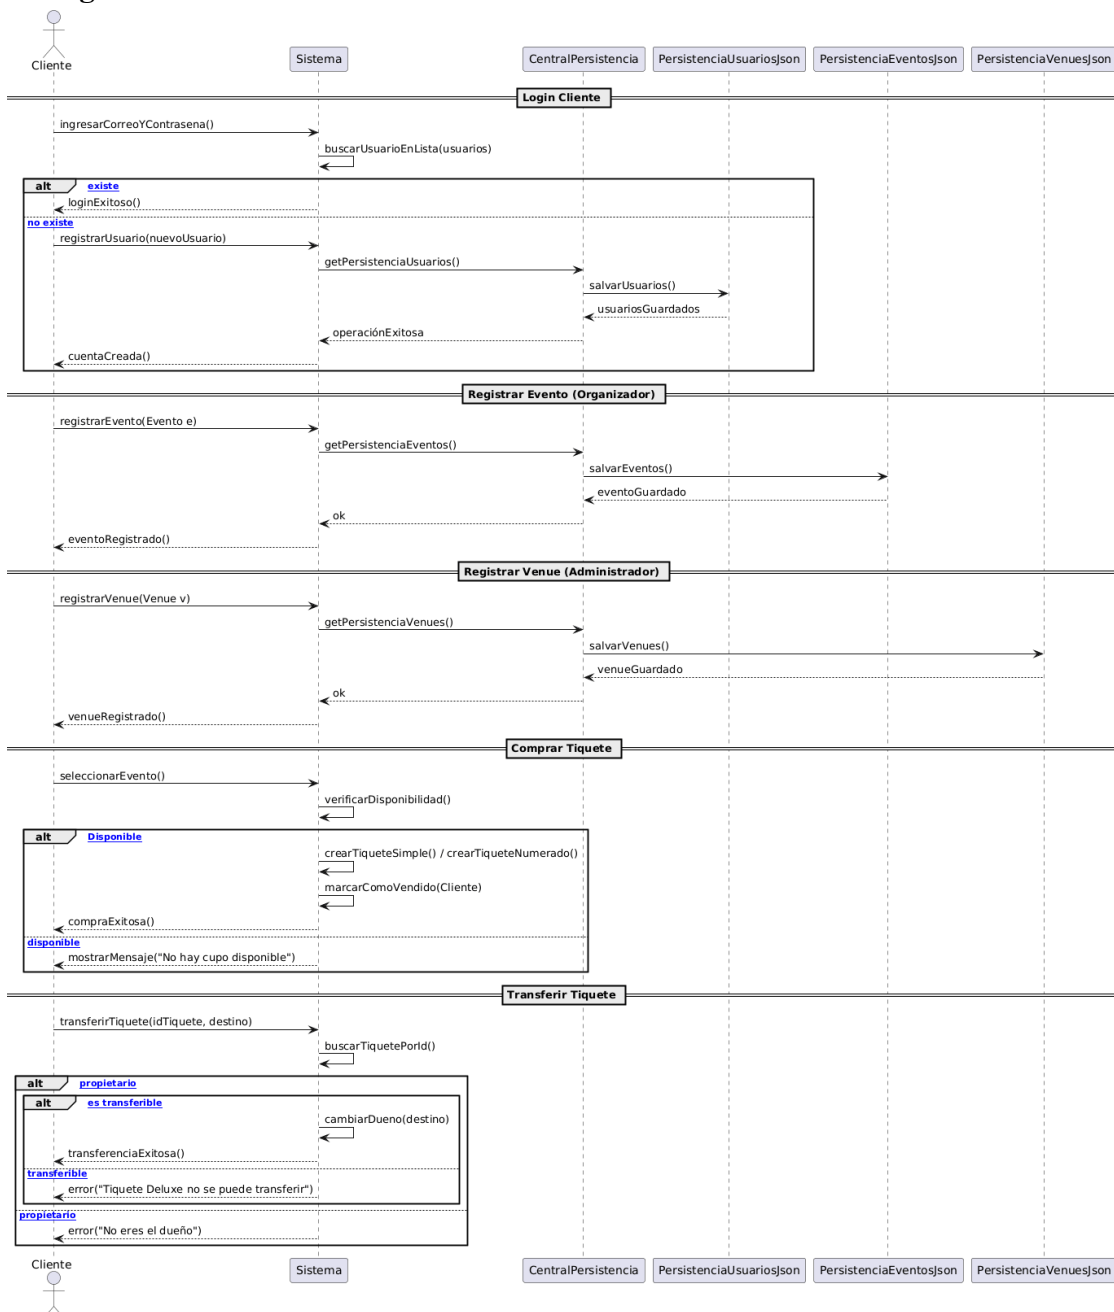 Cliente
Sistema
CentralPersistencia
PersistenciaUsuariosJson
PersistenciaEventosJson
PersistenciaVenuesJson
Login Cliente
ingresarCorreoYContrasena()
buscarUsuarioEnLista(usuarios)
alt
existe
loginExitoso()
no existe
registrarUsuario(nuevoUsuario)
getPersistenciaUsuarios()
salvarUsuarios()
usuariosGuardados
operaciónExitosa
cuentaCreada()
Registrar Evento (Organizador)
registrarEvento(Evento e)
getPersistenciaEventos()
salvarEventos()
eventoGuardado
ok
eventoRegistrado()
Registrar Venue (Administrador)
registrarVenue(Venue v)
getPersistenciaVenues()
salvarVenues()
venueGuardado
ok
venueRegistrado()
Comprar Tiquete
seleccionarEvento()
verificarDisponibilidad()
alt
Disponible
crearTiqueteSimple() / crearTiqueteNumerado()
marcarComoVendido(Cliente)
compraExitosa()
disponible
mostrarMensaje("No hay cupo disponible")
Transferir Tiquete
transferirTiquete(idTiquete, destino)
buscarTiquetePorId()
alt
propietario
alt
es transferible
cambiarDueno(destino)
transferenciaExitosa()
transferible
error("Tiquete Deluxe no se puede transferir")
propietario
error("No eres el dueño")
Cliente
Sistema
CentralPersistencia
PersistenciaUsuariosJson
PersistenciaEventosJson
PersistenciaVenuesJson